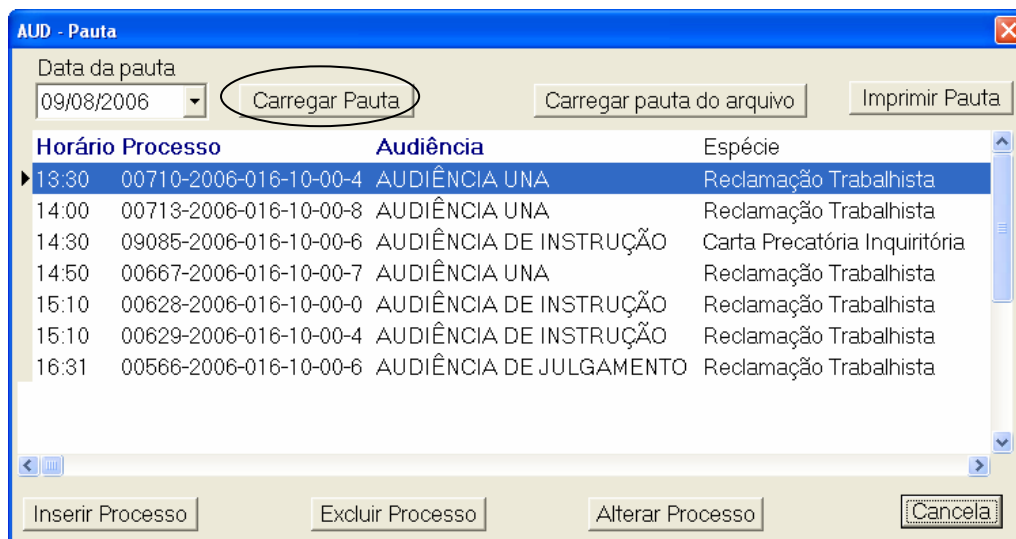 AUD - Pauta
Data da pauta
09/08/2006 Carregar Pauta Carregar pauta do arquivo Imprimir Pauta
Horário Processo Audiência Espécie
13:30 00710-2006-016-10-00-4 AUDIÊNCIA UNA Reclamação Trabalhista
14:00 00713-2006-016-10-00-8 AUDIÊNCIA UNA Reclamação Trabalhista
14:30 09085-2006-016-10-00-6 AUDIÊNCIA DE INSTRUÇÃO Carta Precatória Inquiritória
14:50 00667-2006-016-10-00-7 AUDIÊNCIA UNA Reclamação Trabalhista
15:10 00628-2006-016-10-00-0 AUDIÊNCIA DE INSTRUÇÃO Reclamação Trabalhista
15:10 00629-2006-016-10-00-4 AUDIÊNCIA DE INSTRUÇÃO Reclamação Trabalhista
16:31 00566-2006-016-10-00-6 AUDIÊNCIA DE JULGAMENTO Reclamação Trabalhista
Inserir Processo Excluir Processo Alterar Processo Cancela